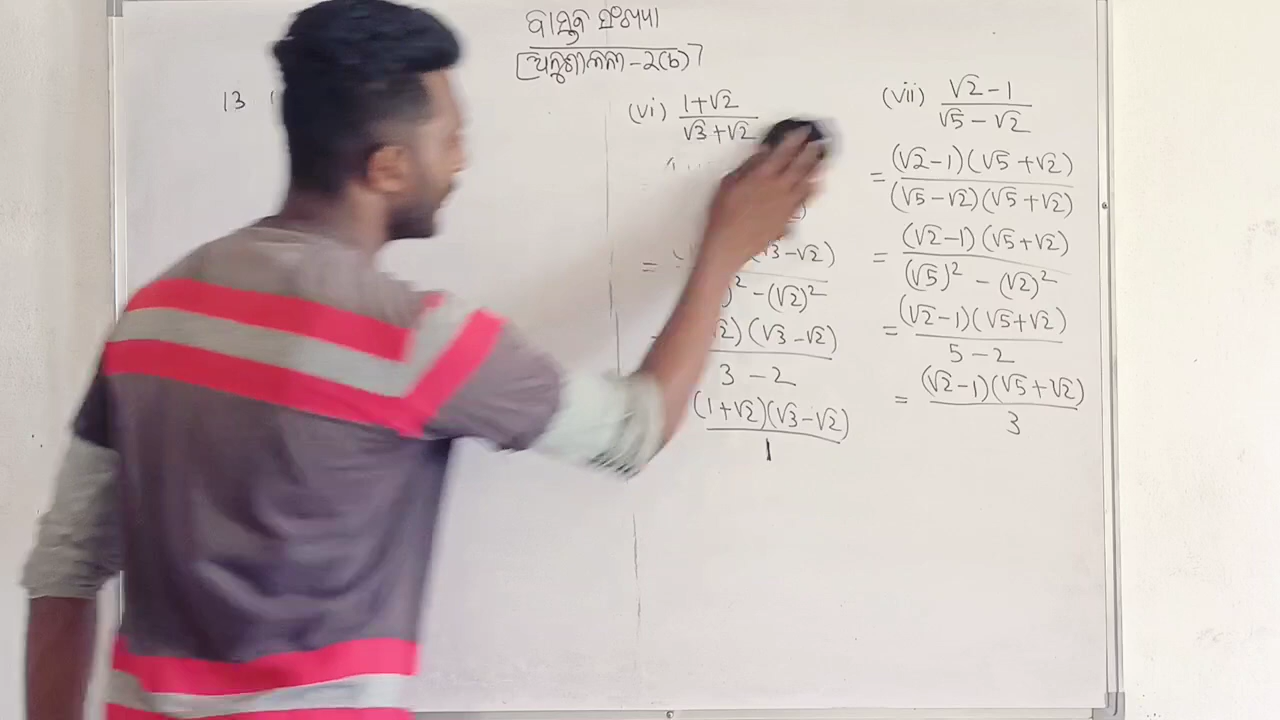 ବାସ୍ତବ ସଂଖ୍ୟା
[ଅନୁଶୀଳନୀ - 2(b)]
13
(vi) (1+√2)/(√3+√2)
= (√3-√2)
)² - (√2)²
√2)(√3-√2)
3 - 2
(1+√2)(√3-√2)
1
(vii) (√2-1)/(√5-√2)
= (√2-1)(√5+√2)
(√5-√2)(√5+√2)
= (√2-1)(√5+√2)
(√5)² - (√2)²
= (√2-1)(√5+√2)
5 - 2
= (√2-1)(√5+√2)
3